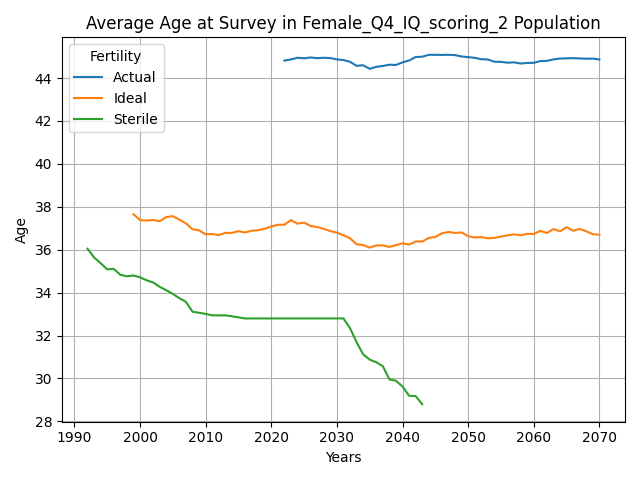 Average Age at Survey in Female_Q4_IQ_scoring_2 Population
Fertility
Actual
Ideal
Sterile
Age
44
42
40
38
36
34
32
30
28
1990 2000 2010 2020 2030 2040 2050 2060 2070
Years